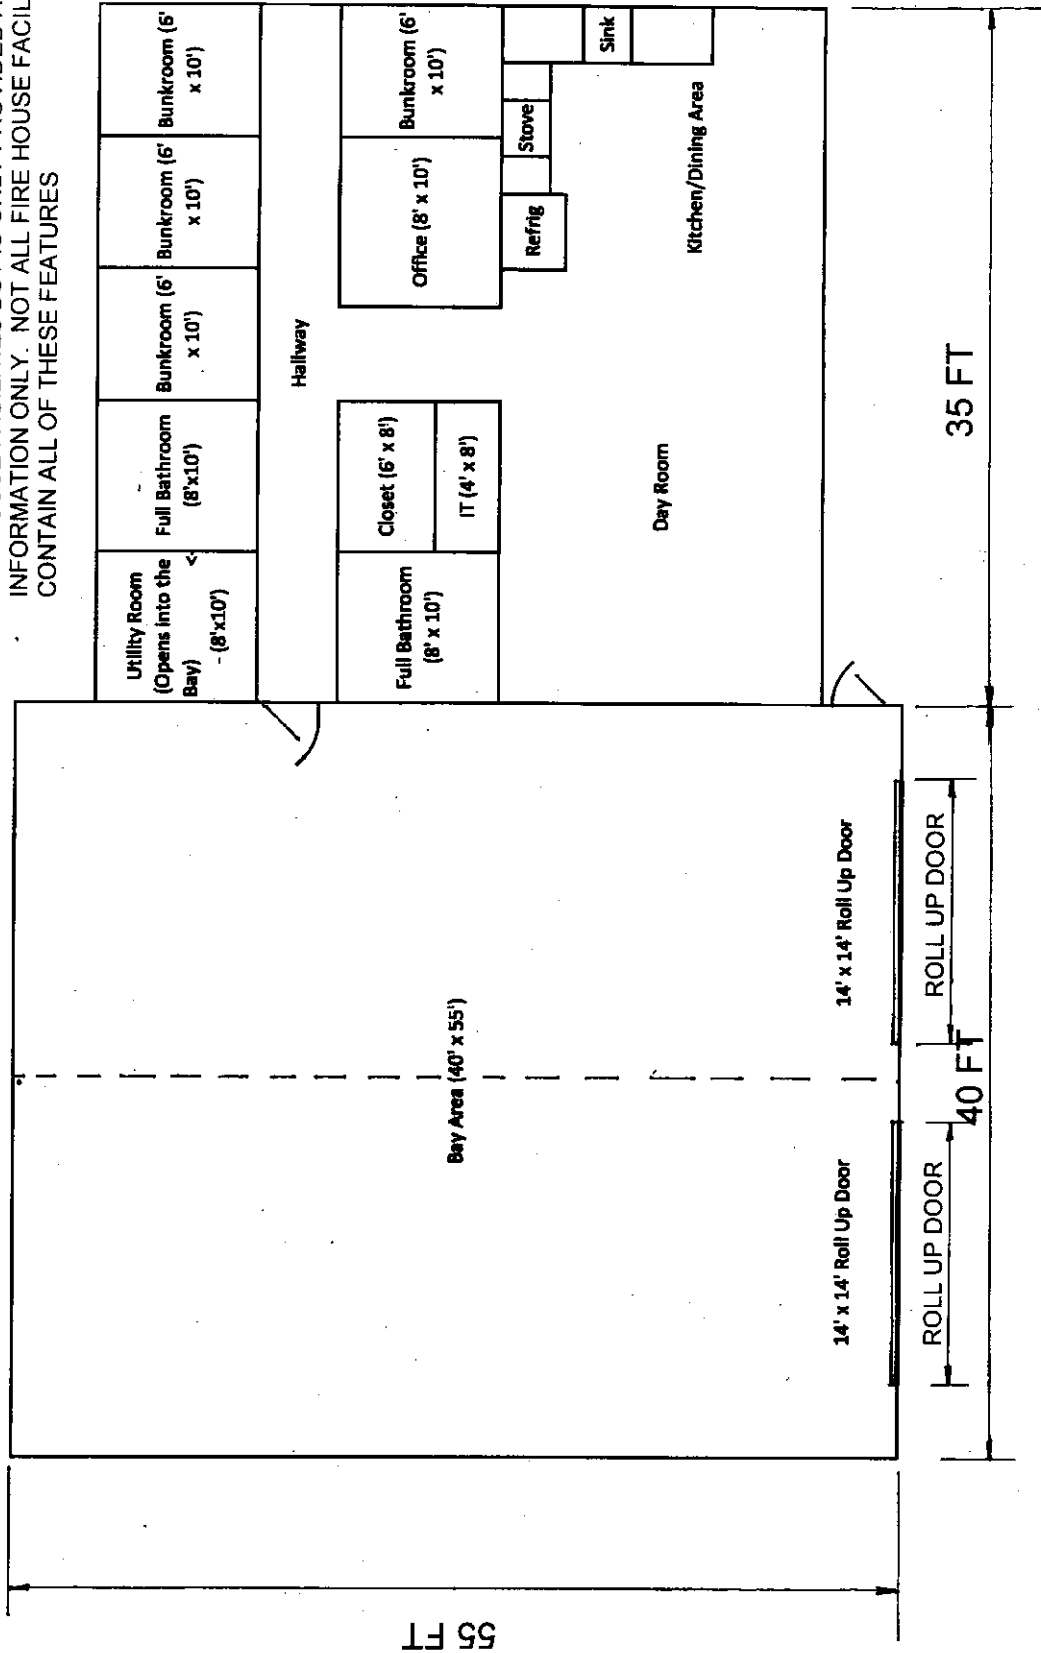 INFORMATION ONLY. NOT ALL FIRE HOUSE FACIL
CONTAIN ALL OF THESE FEATURES
Utility Room
(Opens into the
Bay)
(8'x10')
Full Bathroom
(8'x10')
Bunkroom (6'
x 10')
Bunkroom (6'
x 10')
Bunkroom (6'
x 10')
Hallway
Full Bathroom
(8' x 10')
Closet (6' x 8')
IT (4' x 8')
Office (8' x 10')
Bunkroom (6'
x 10')
Refrig
Stove
Sink
Kitchen/Dining Area
Day Room
Bay Area (40' x 55')
14' x 14' Roll Up Door
14' x 14' Roll Up Door
ROLL UP DOOR
ROLL UP DOOR
40 FT
35 FT
55 FT